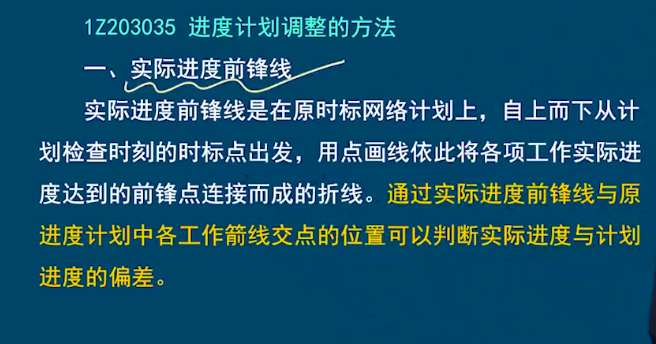 1Z203035 进度计划调整的方法
一、实际进度前锋线
实际进度前锋线是在原时标网络计划上，自上而下从计
划检查时刻的时标点出发，用点画线依此将各项工作实际进
度达到的前锋点连接而成的折线。通过实际进度前锋线与原
进度计划中各工作箭线交点的位置可以判断实际进度与计划
进度的偏差。